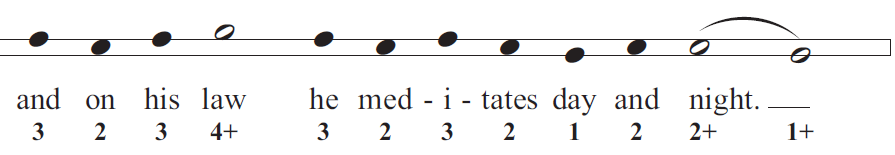 and on his law he med - i - tates day and night.
3 2 3 4+ 3 2 3 2 1 2 2+ 1+